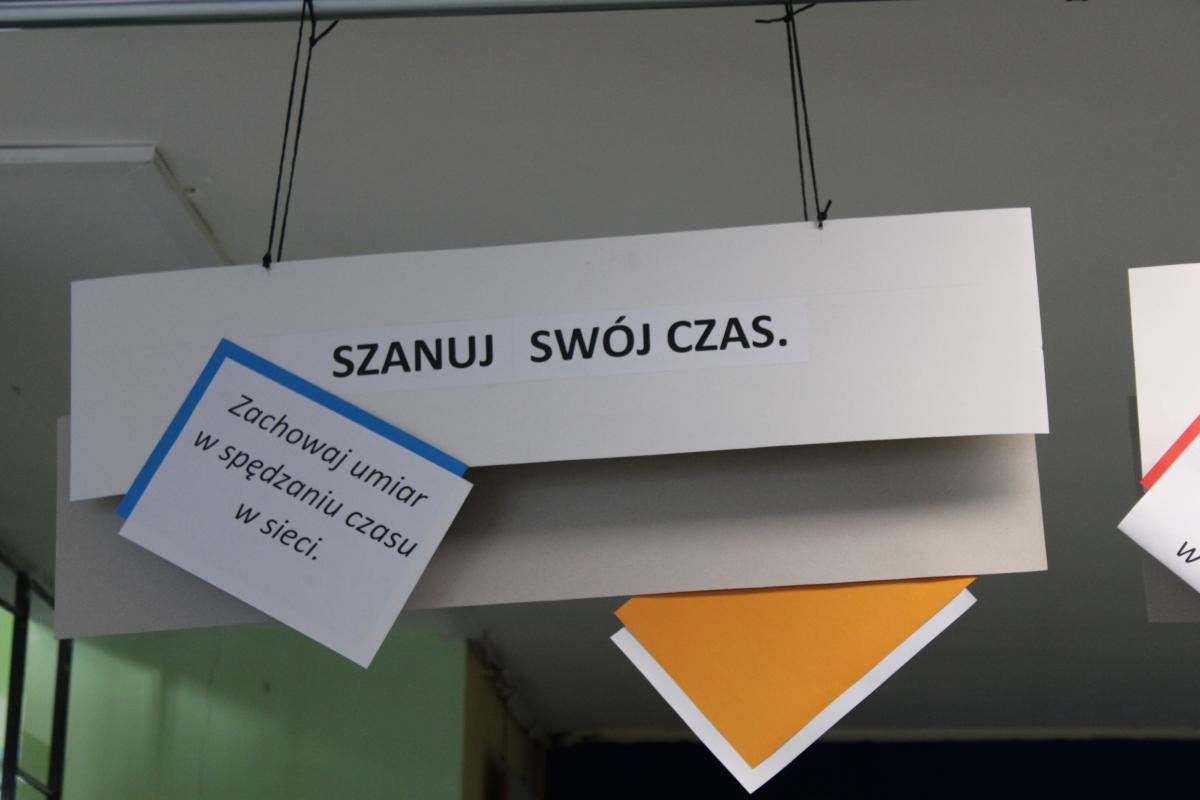 SZANUJ SWÓJ CZAS.
Zachowaj umiar
w spędzaniu czasu
w sieci.
w